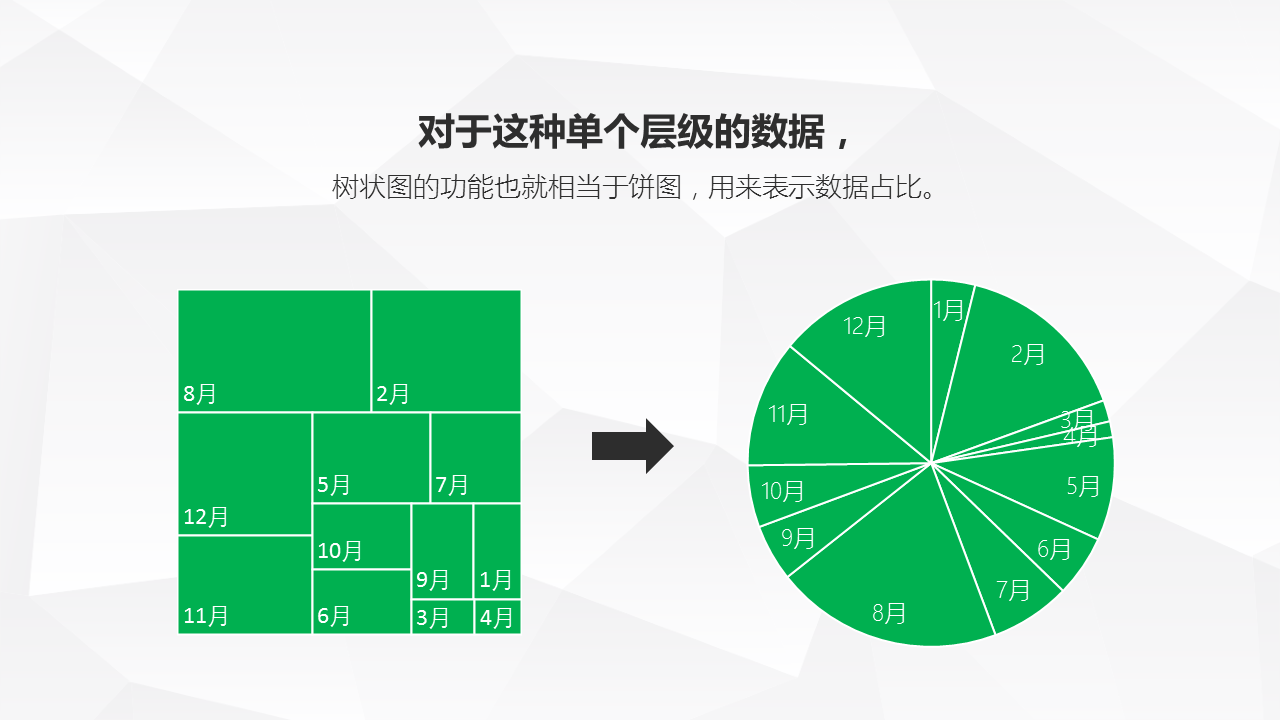 对于这种单个层级的数据，
树状图的功能也就相当于饼图，用来表示数据占比。
8月
2月
12月
5月
7月
10月
9月
1月
11月
6月
3月
4月
1月
2月
3月
4月
5月
6月
7月
8月
9月
10月
11月
12月